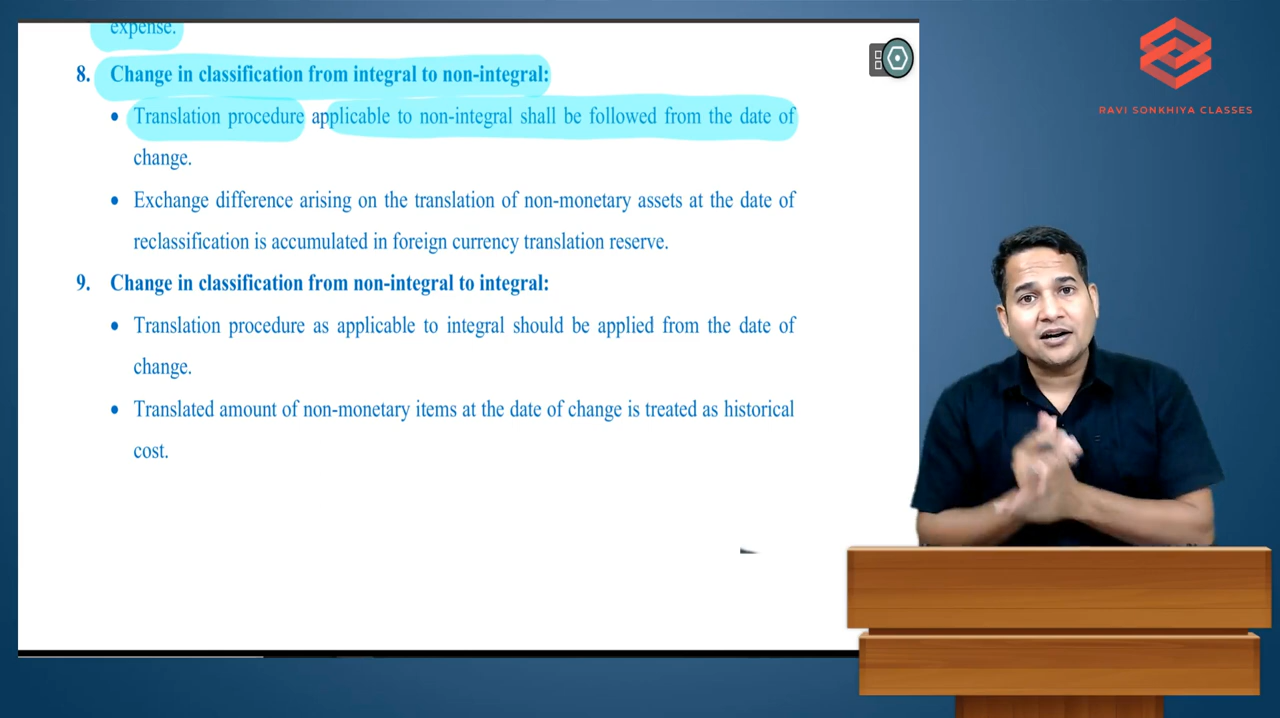 expense.
8. Change in classification from integral to non-integral:
• Translation procedure applicable to non-integral shall be followed from the date of
change.
• Exchange difference arising on the translation of non-monetary assets at the date of
reclassification is accumulated in foreign currency translation reserve.
9. Change in classification from non-integral to integral:
• Translation procedure as applicable to integral should be applied from the date of
change.
• Translated amount of non-monetary items at the date of change is treated as historical
cost.
RAVI SONKHIYA CLASSES